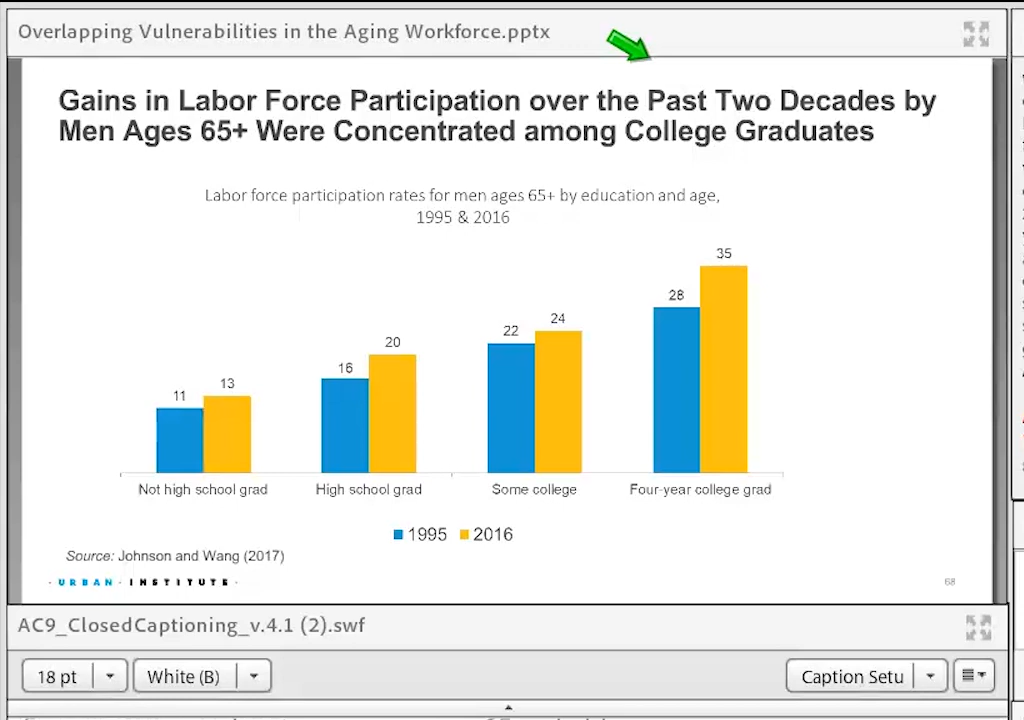 Overlapping Vulnerabilities in the Aging Workforce.pptx
Gains in Labor Force Participation over the Past Two Decades by
Men Ages 65+ Were Concentrated among College Graduates
Labor force participation rates for men ages 65+ by education and age,
1995 & 2016
11
13
16
20
22
24
28
35
Not high school grad
High school grad
Some college
Four-year college grad
1995
2016
Source: Johnson and Wang (2017)
· URBAN · INSTITUTE ·
68
AC9_ClosedCaptioning_v.4.1 (2).swf
18 pt
White (B)
Caption Setu